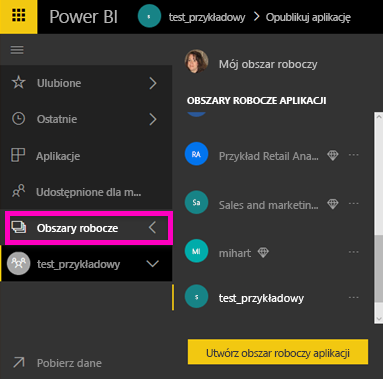 Power BI
s
test_przykładowy > Opublikuj aplikację
Ulubione
Ostatnie
Aplikacje
Udostępnione dla m...
Obszary robocze
test_przykładowy
Pobierz dane
Mój obszar roboczy
OBSZARY ROBOCZE APLIKACJI
RA
Przykład Retail Ana...
Sa
Sales and marketin...
MI
mihart
s
test_przykładowy
Utwórz obszar roboczy aplikacji